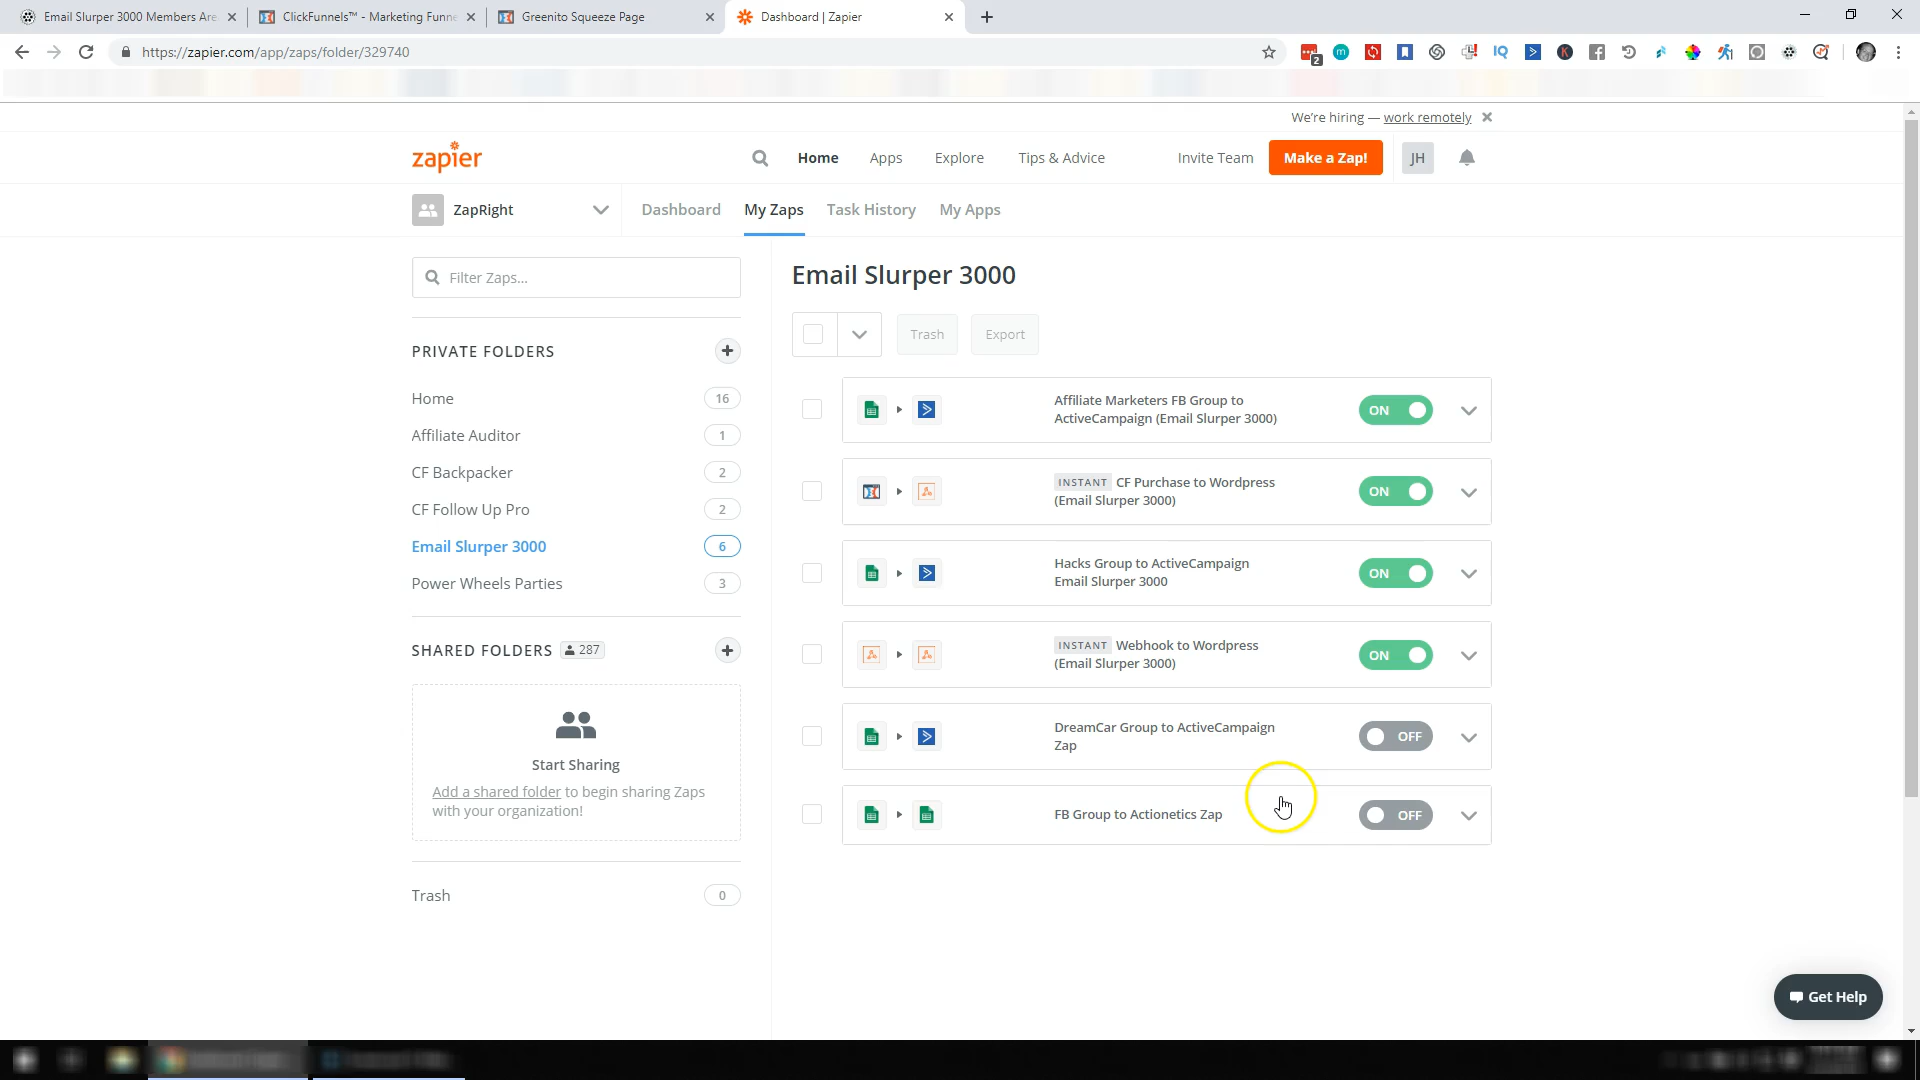 Email Slurper 3000 Members Are
ClickFunnels™ - Marketing Funne
Greenito Squeeze Page
Dashboard | Zapier
https://zapier.com/app/zaps/folder/329740
2
We're hiring — work remotely
zapier
Home
Apps
Explore
Tips & Advice
Invite Team
Make a Zap!
JH
ZapRight
Dashboard
My Zaps
Task History
My Apps
Filter Zaps...
Email Slurper 3000
Trash
Export
PRIVATE FOLDERS
Home 16
Affiliate Auditor 1
CF Backpacker 2
CF Follow Up Pro 2
Email Slurper 3000 6
Power Wheels Parties 3
SHARED FOLDERS 287
Start Sharing
Add a shared folder to begin sharing Zaps
with your organization!
Trash 0
Affiliate Marketers FB Group to
ActiveCampaign (Email Slurper 3000)
ON
INSTANT CF Purchase to Wordpress
(Email Slurper 3000)
ON
Hacks Group to ActiveCampaign
Email Slurper 3000
ON
INSTANT Webhook to Wordpress
(Email Slurper 3000)
ON
DreamCar Group to ActiveCampaign
Zap
OFF
FB Group to Actionetics Zap
OFF
Get Help